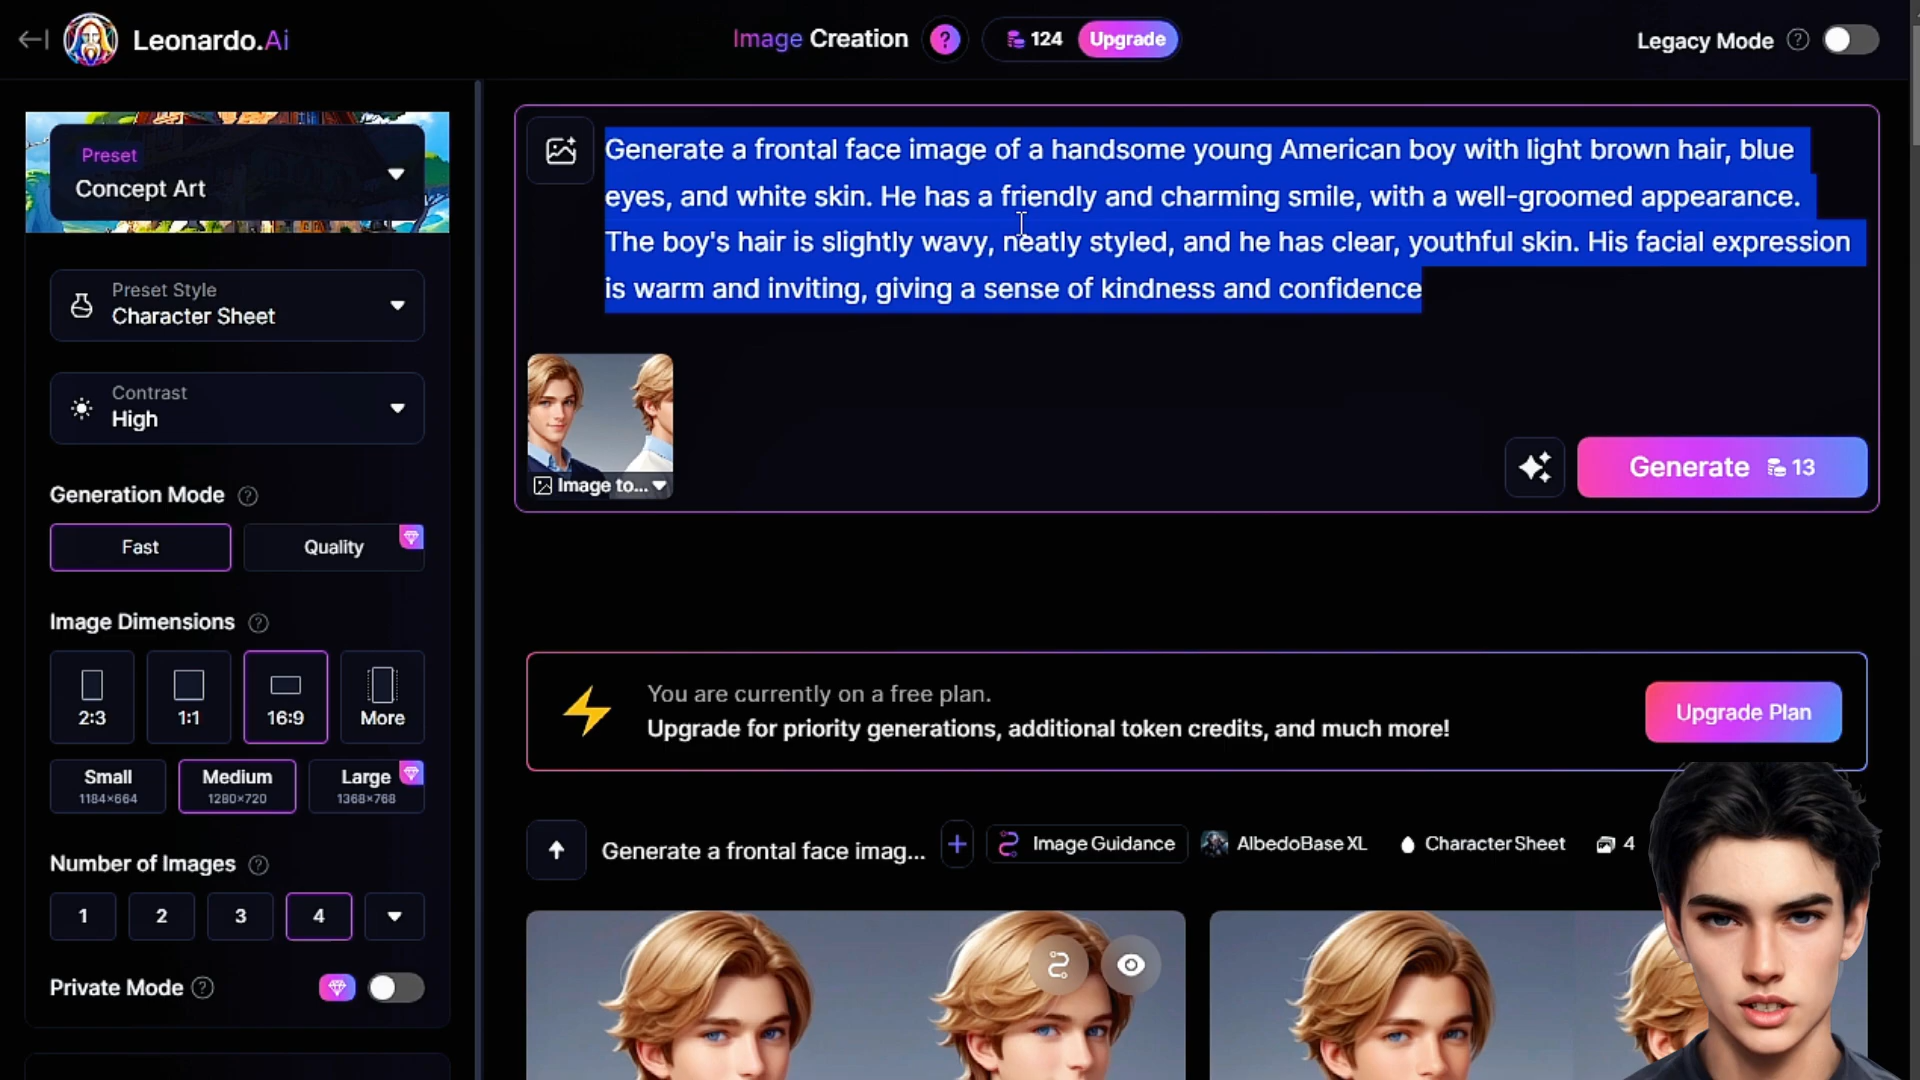 Leonardo.Ai
Image Creation
?
124
Upgrade
Legacy Mode ?
Preset
Concept Art
Generate a frontal face image of a handsome young American boy with light brown hair, blue
eyes, and white skin. He has a friendly and charming smile, with a well-groomed appearance.
The boy's hair is slightly wavy, neatly styled, and he has clear, youthful skin. His facial expression
is warm and inviting, giving a sense of kindness and confidence
Preset Style
Character Sheet
Contrast
High
Image to...
Generate 13
Generation Mode ?
Fast
Quality
Image Dimensions ?
2:3
1:1
16:9
More
Small
1184×664
Medium
1280×720
Large
1368×768
You are currently on a free plan.
Upgrade for priority generations, additional token credits, and much more!
Upgrade Plan
Number of Images ?
1
2
3
4
Private Mode ?
Generate a frontal face imag...
+
Image Guidance
AlbedoBase XL
Character Sheet
4